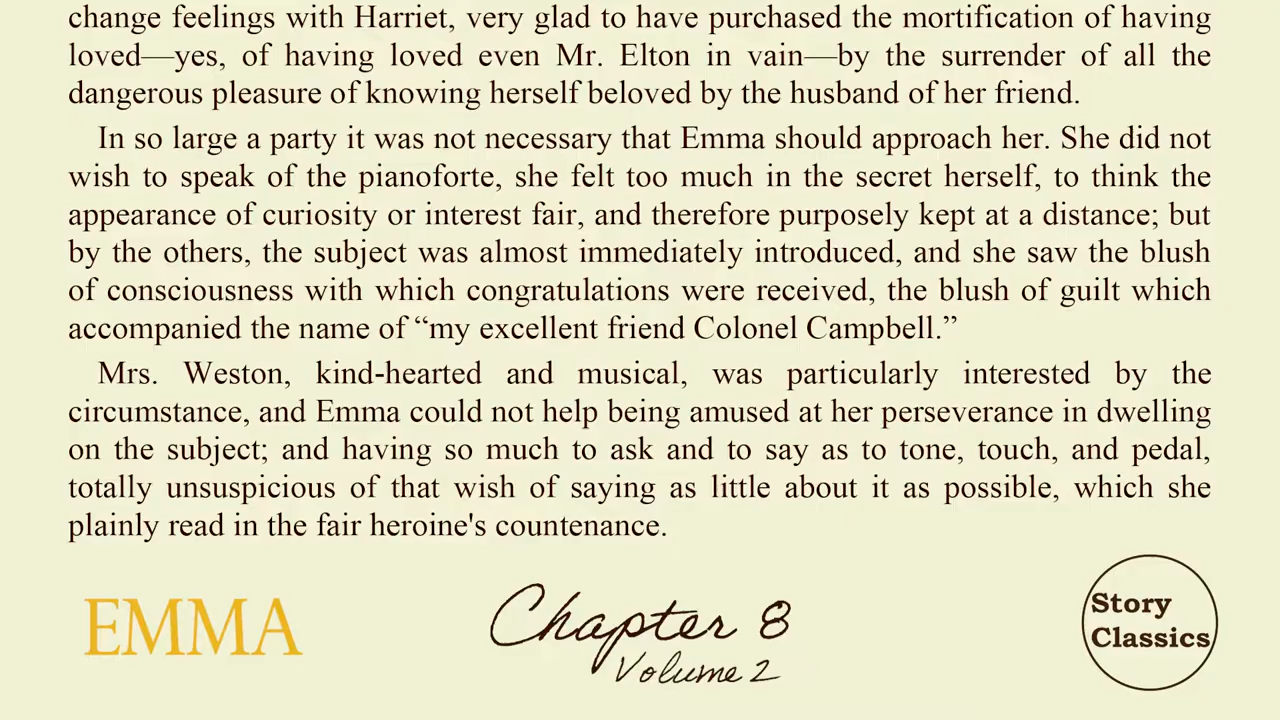 change feelings with Harriet, very glad to have purchased the mortification of having
loved—yes, of having loved even Mr. Elton in vain—by the surrender of all the
dangerous pleasure of knowing herself beloved by the husband of her friend.
In so large a party it was not necessary that Emma should approach her. She did not
wish to speak of the pianoforte, she felt too much in the secret herself, to think the
appearance of curiosity or interest fair, and therefore purposely kept at a distance; but
by the others, the subject was almost immediately introduced, and she saw the blush
of consciousness with which congratulations were received, the blush of guilt which
accompanied the name of “my excellent friend Colonel Campbell.”
Mrs. Weston, kind-hearted and musical, was particularly interested by the
circumstance, and Emma could not help being amused at her perseverance in dwelling
on the subject; and having so much to ask and to say as to tone, touch, and pedal,
totally unsuspicious of that wish of saying as little about it as possible, which she
plainly read in the fair heroine's countenance.
EMMA
Chapter 8
Volume 2
Story
Classics